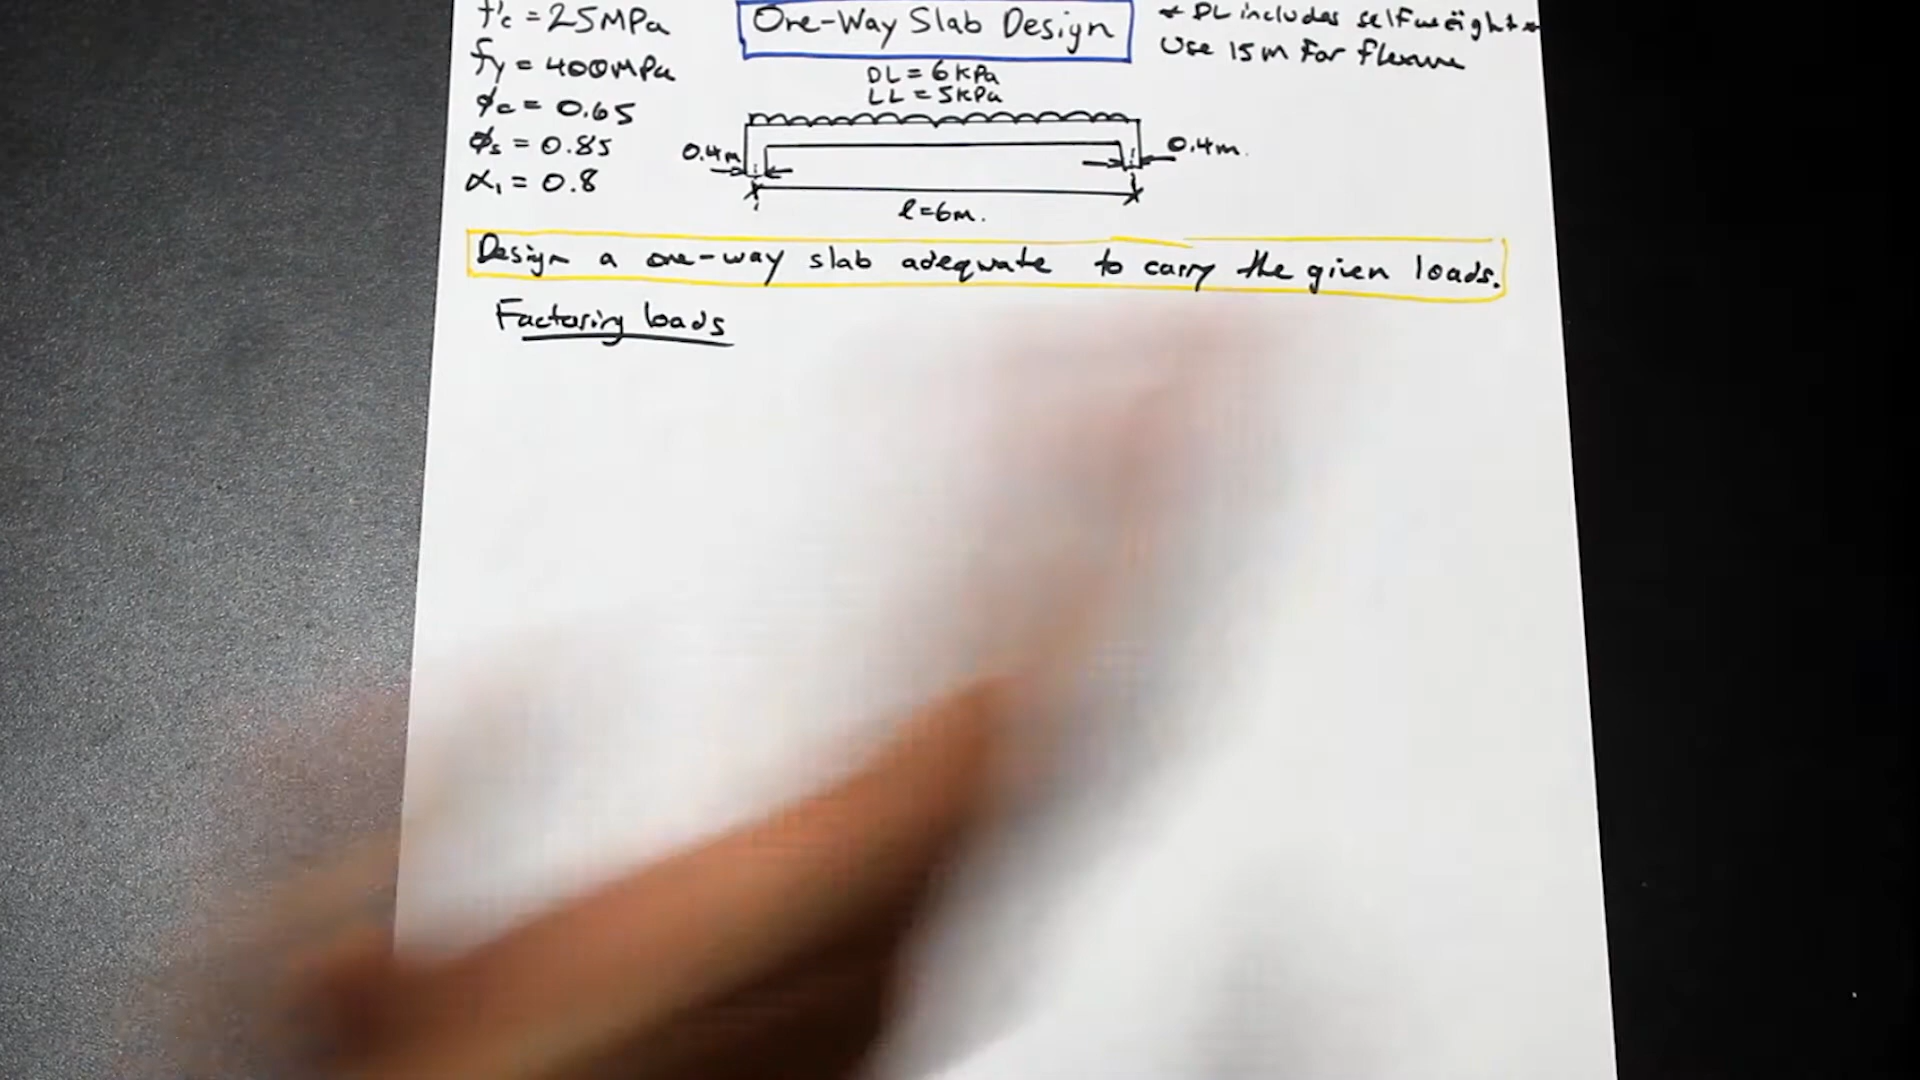 f'c = 25MPa
fy = 400MPa
ϕc = 0.65
ϕs = 0.85
α1 = 0.8
One-Way Slab Design
* DL includes selfweight *
Use 15M for flexure
DL = 6kPa
LL = 5kPa
0.4m
0.4m.
l=6m.
Design a one-way slab adequate to carry the given loads.
Factoring loads